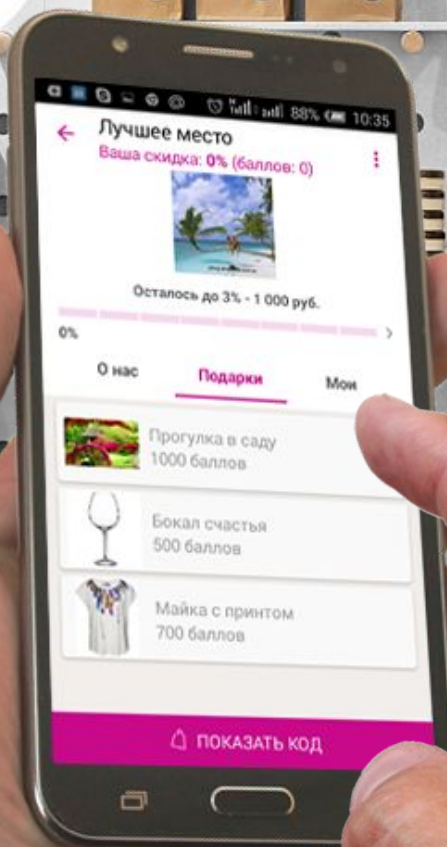 88% 10:35
Лучшее место
Ваша скидка: 0% (баллов: 0)
Осталось до 3% - 1 000 руб.
0%
О нас Подарки Мои
Прогулка в саду
1000 баллов
Бокал счастья
500 баллов
Майка с принтом
700 баллов
ПОКАЗАТЬ КОД